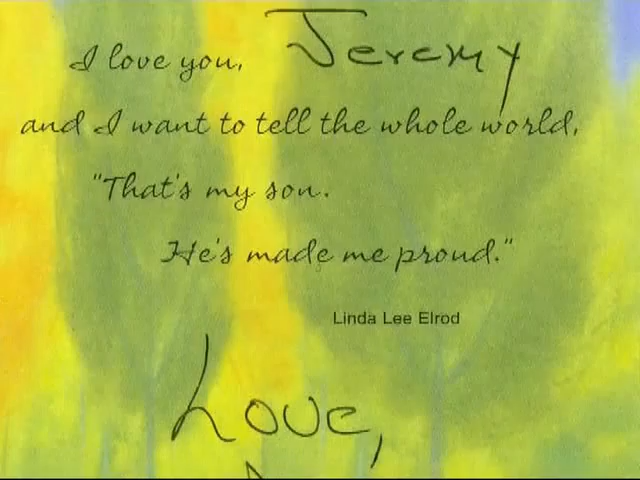 I love you, Jeremy
and I want to tell the whole world,
"That's my son.
He's made me proud."
Linda Lee Elrod
Love,